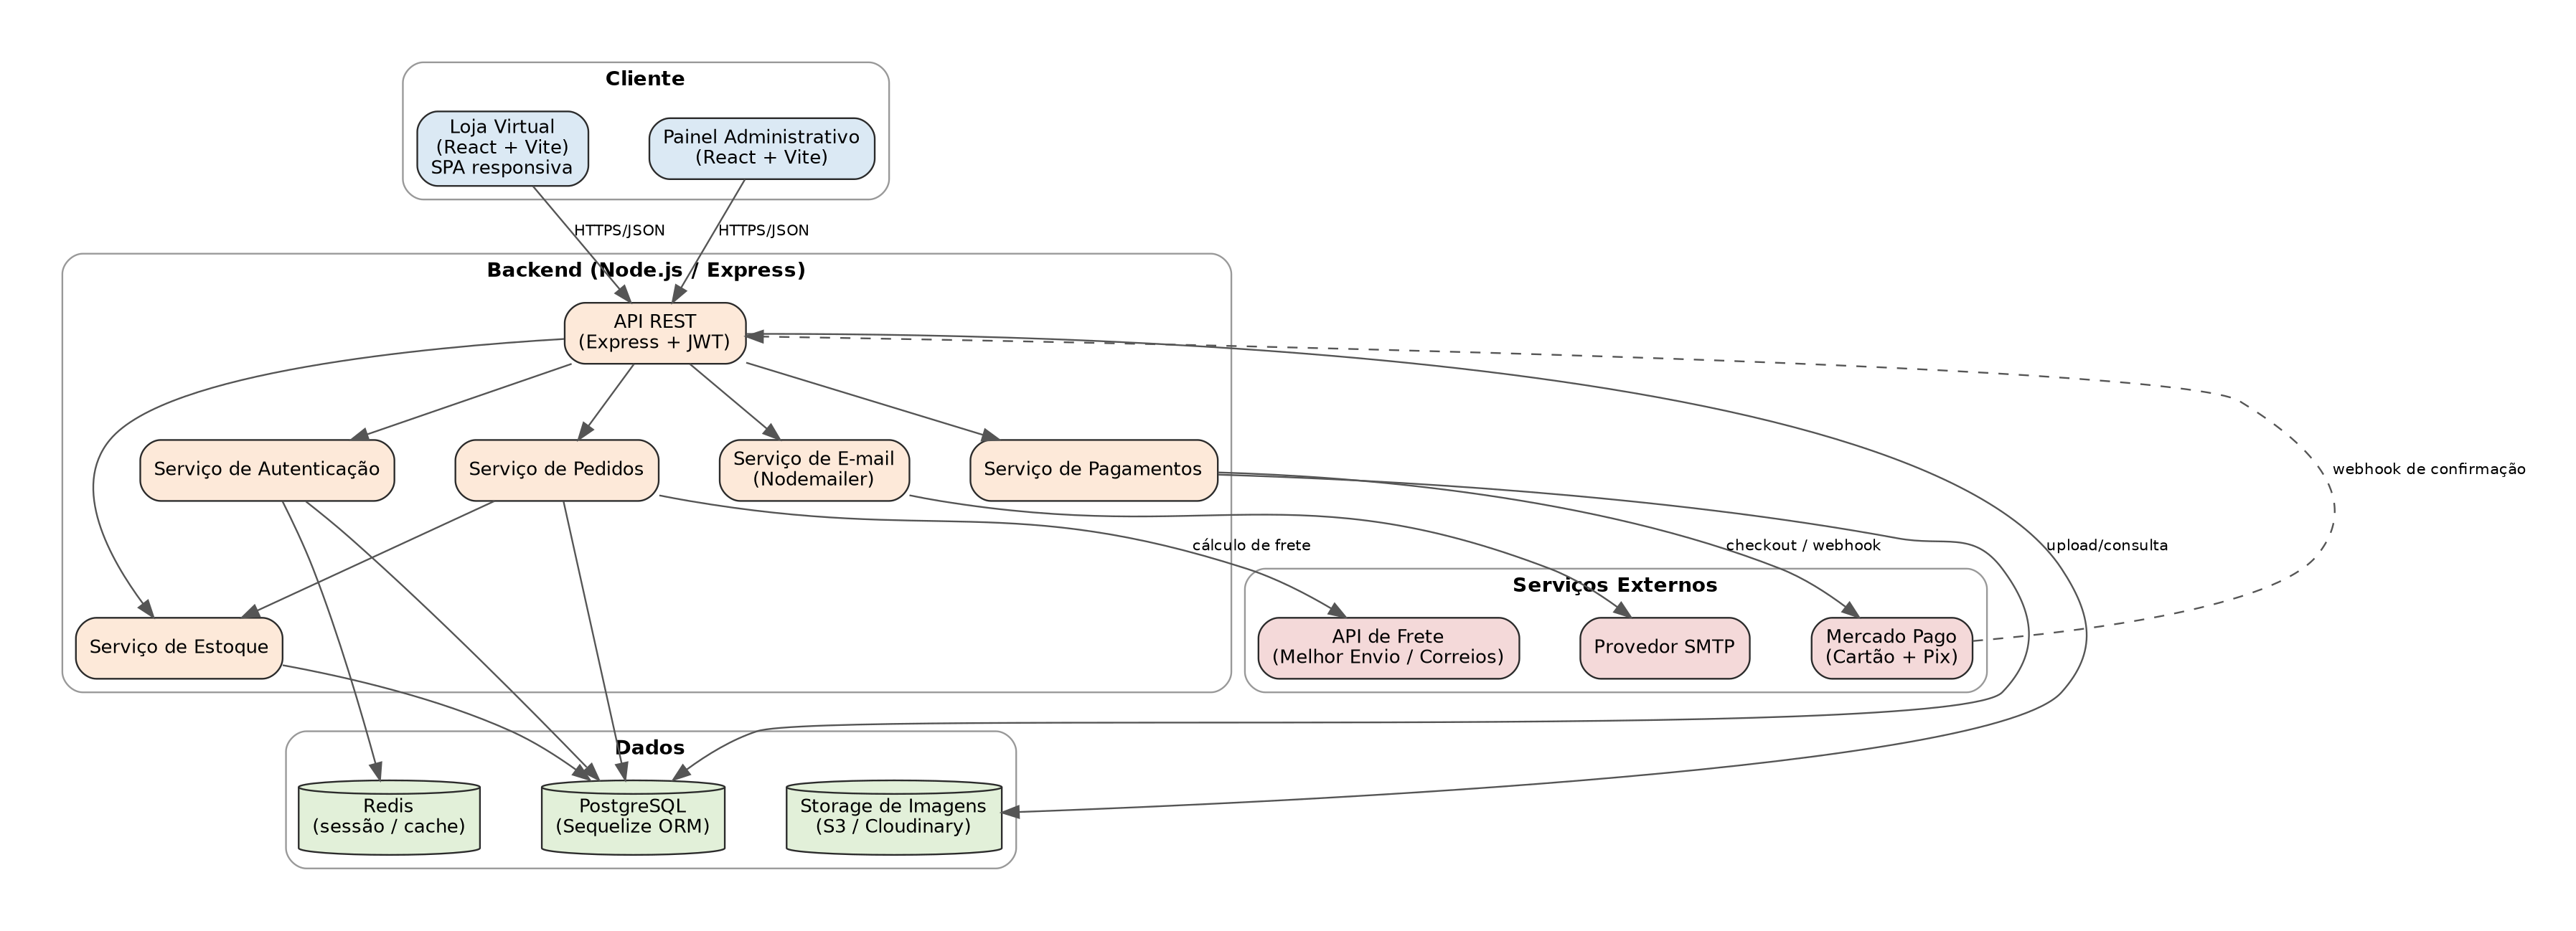 Cliente
Loja Virtual
(React + Vite)
SPA responsiva
Painel Administrativo
(React + Vite)
HTTPS/JSON
HTTPS/JSON
Backend (Node.js / Express)
API REST
(Express + JWT)
Serviço de Autenticação
Serviço de Pedidos
Serviço de E-mail
(Nodemailer)
Serviço de Pagamentos
webhook de confirmação
cálculo de frete
checkout / webhook
upload/consulta
Serviços Externos
Serviço de Estoque
API de Frete
(Melhor Envio / Correios)
Provedor SMTP
Mercado Pago
(Cartão + Pix)
Dados
Redis
(sessão / cache)
PostgreSQL
(Sequelize ORM)
Storage de Imagens
(S3 / Cloudinary)